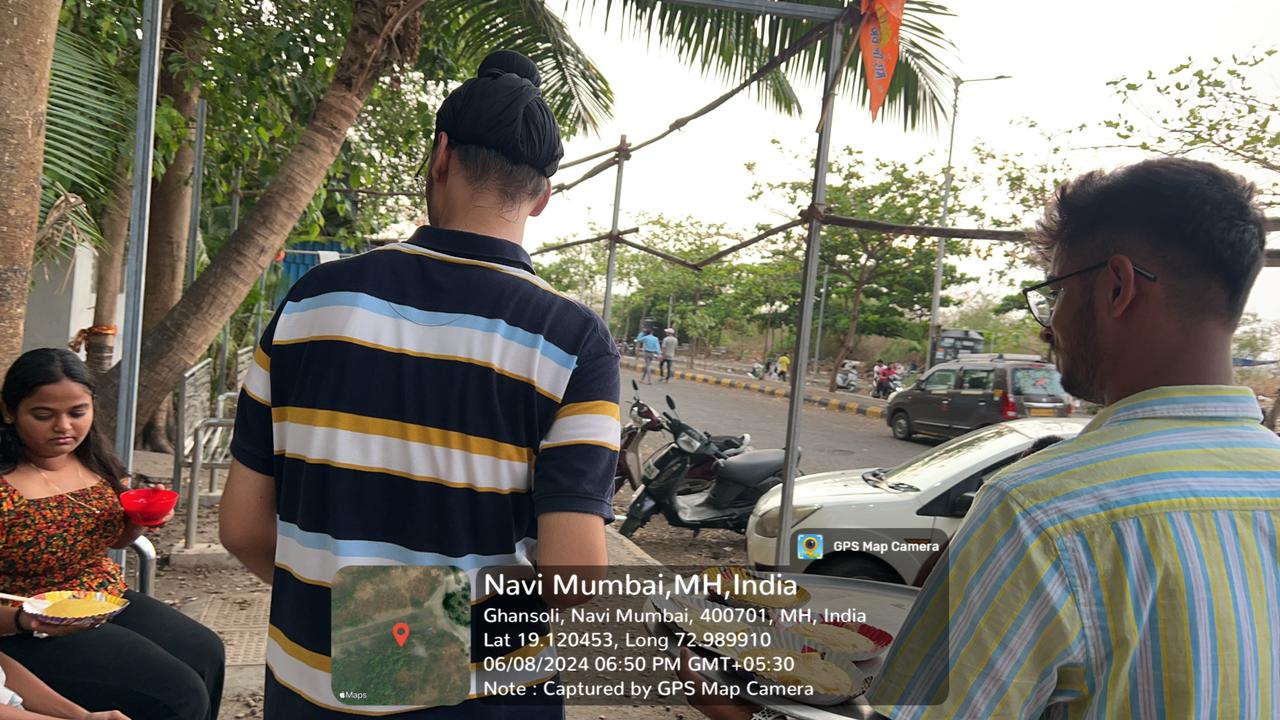 GPS Map Camera
Navi Mumbai,MH,India
Ghansoli, Navi Mumbai, 400701, MH, India
Lat 19.120453, Long 72.989910
06/08/2024 06:50 PM GMT+05:30
Note : Captured by GPS Map Camera
Maps